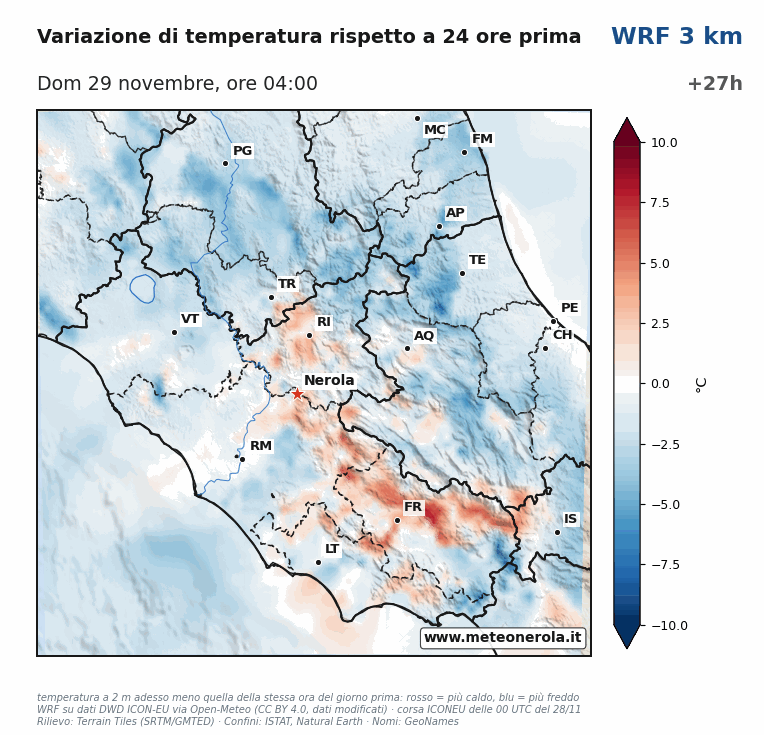 Variazione di temperatura rispetto a 24 ore prima WRF 3 km
Dom 29 novembre, ore 04:00 +27h
MC
FM
PG
AP
TE
TR
PE
VT
RI
AQ
CH
Nerola
RM
FR
IS
LT
www.meteonerola.it
10.0
7.5
5.0
2.5
0.0
−2.5
−5.0
−7.5
−10.0
°C
temperatura a 2 m adesso meno quella della stessa ora del giorno prima: rosso = più caldo, blu = più freddo
WRF su dati DWD ICON-EU via Open-Meteo (CC BY 4.0, dati modificati) · corsa ICONEU delle 00 UTC del 28/11
Rilievo: Terrain Tiles (SRTM/GMTED) · Confini: ISTAT, Natural Earth · Nomi: GeoNames